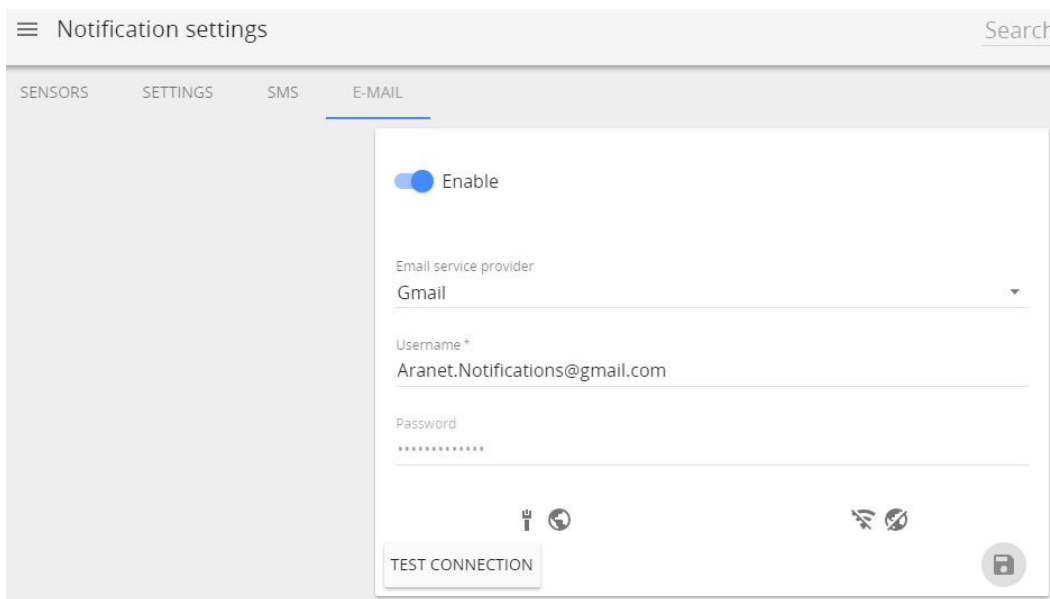 Notification settings
Search
SENSORS SETTINGS SMS E-MAIL
Enable
Email service provider
Gmail
Username *
Aranet.Notifications@gmail.com
Password
•••••••••••••
TEST CONNECTION